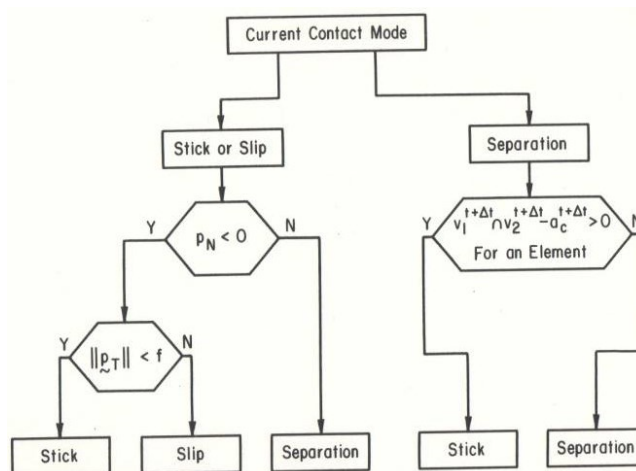 Current Contact Mode
Stick or Slip
Separation
Y
p_N < 0
N
Y
v_1^{t+Δt} ∩ v_2^{t+Δt} - a_c^{t+Δt} > 0
For an Element
N
Y
||p_T|| < f
N
Stick
Slip
Separation
Stick
Separation